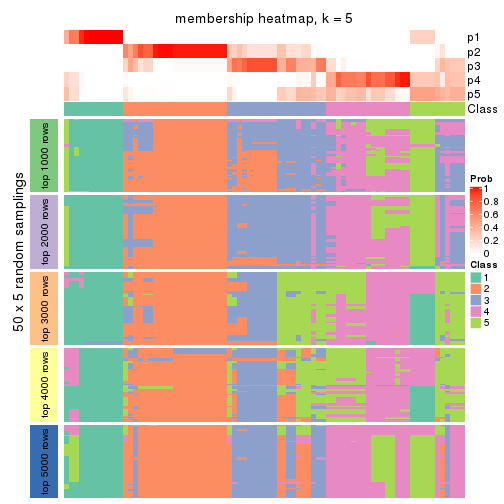 membership heatmap, k = 5
p1
p2
p3
p4
p5
Class
50 x 5 random samplings
top 1000 rows
top 2000 rows
top 3000 rows
top 4000 rows
top 5000 rows
Prob
1
0.8
0.6
0.4
0.2
0
Class
1
2
3
4
5